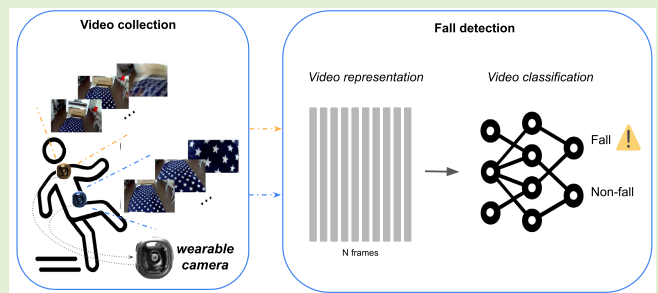 Video collection
wearable
camera
Fall detection
Video representation
N frames
Video classification
Fall
Non-fall